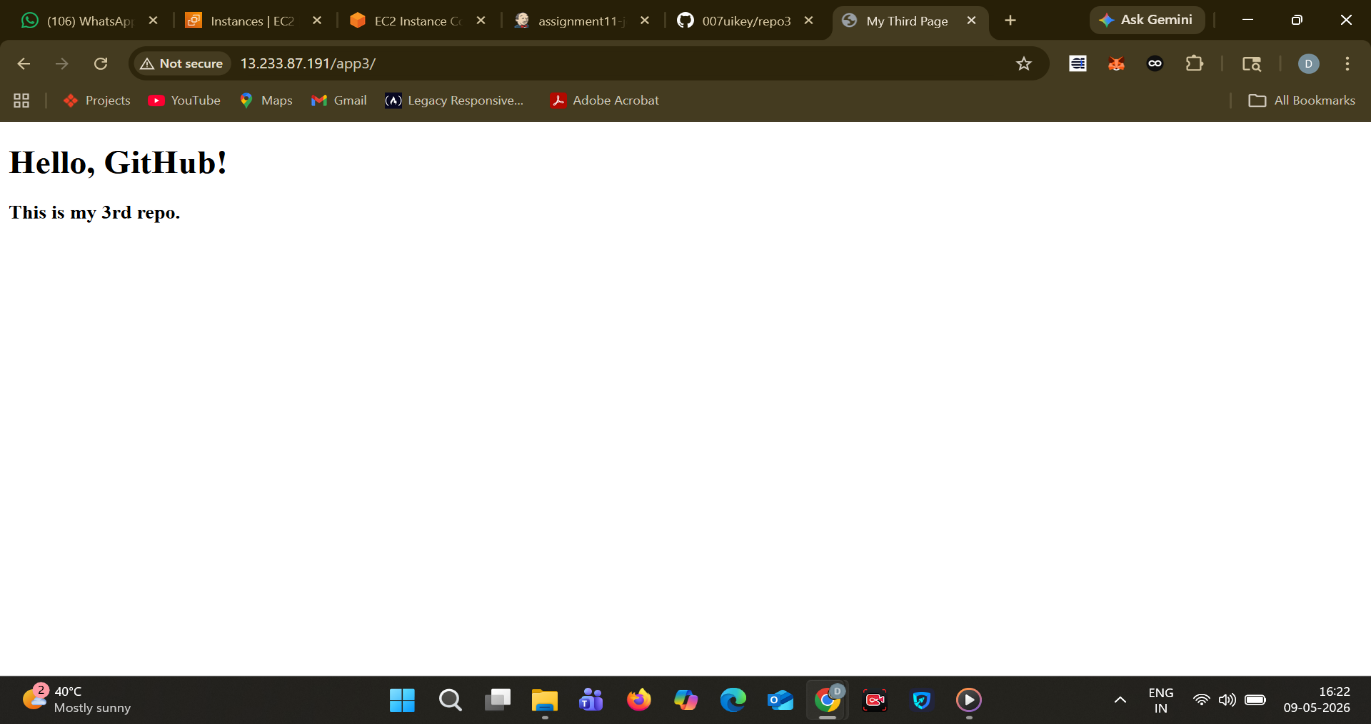 (106) WhatsApp
Instances | EC2
EC2 Instance Co
assignment11-j
007uikey/repo3
My Third Page
Ask Gemini
Not secure
13.233.87.191/app3/
D
Projects
YouTube
Maps
Gmail
Legacy Responsive...
Adobe Acrobat
All Bookmarks
Hello, GitHub!
This is my 3rd repo.
2
40°C
Mostly sunny
D
ENG
IN
16:22
09-05-2026